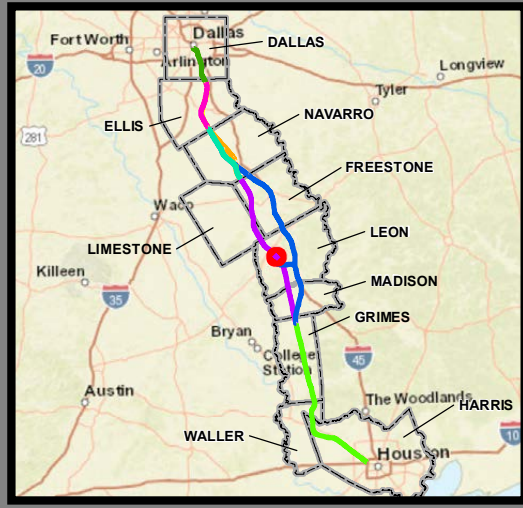 Dallas
DALLAS
Fort Worth
Arlington
20
Longview
Tyler
NAVARRO
ELLIS
281
FREESTONE
Waco
LEON
LIMESTONE
Killeen
MADISON
35
GRIMES
Bryan
College
Station
45
Austin
The Woodlands
HARRIS
WALLER
10
Houston